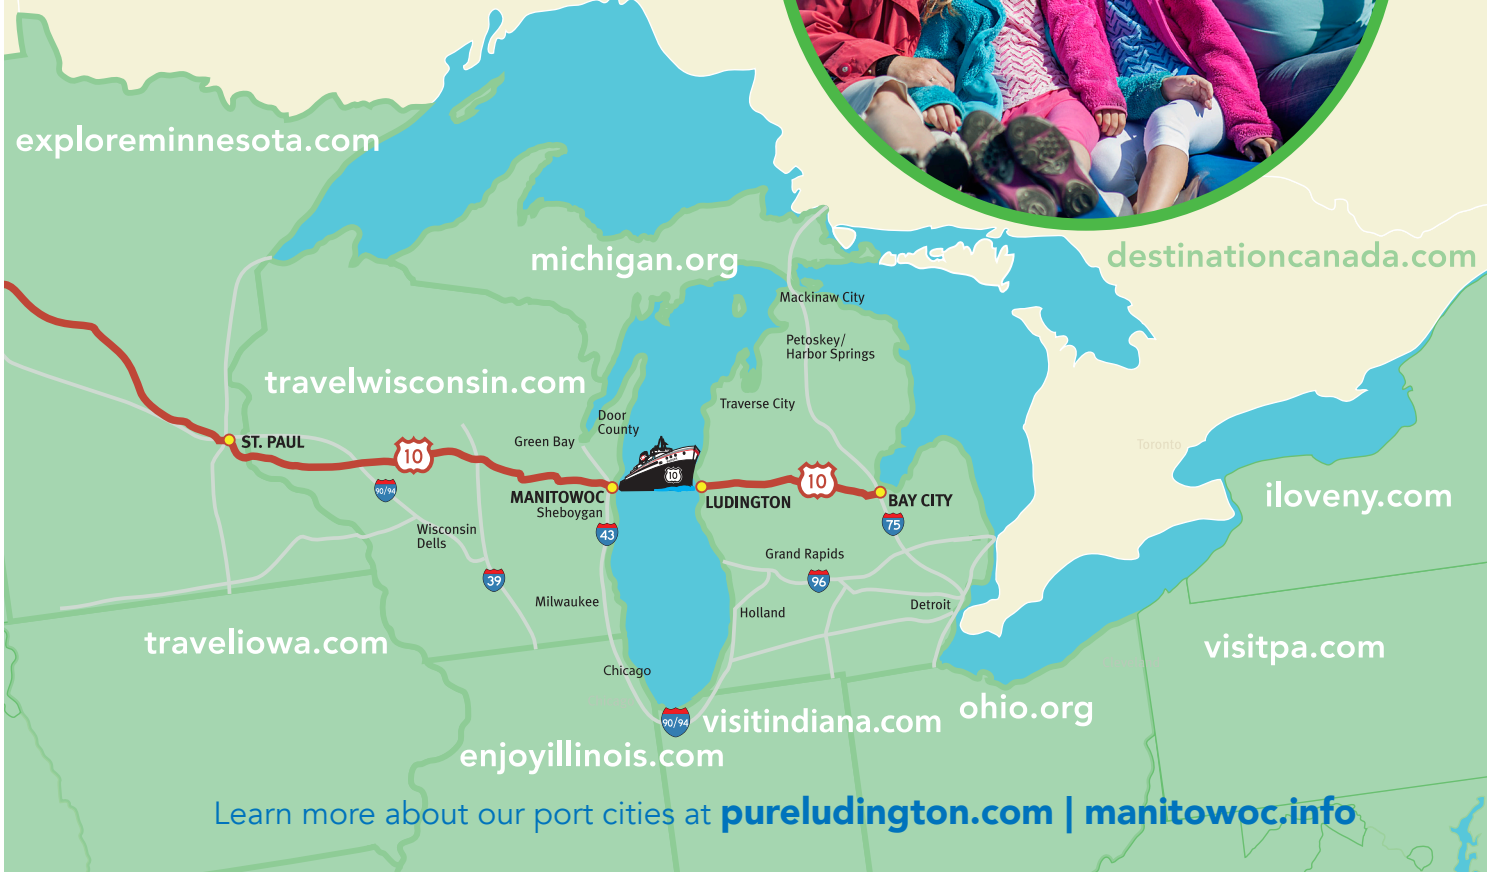 exploreminnesota.com
michigan.org
destinationcanada.com
Mackinaw City
Petoskey/
Harbor Springs
travelwisconsin.com
Traverse City
Door
County
Green Bay
ST. PAUL
10
10
10
Toronto
90/94
MANITOWOC
Sheboygan
LUDINGTON
BAY CITY
iloveny.com
43
75
Wisconsin
Dells
Grand Rapids
39
96
Milwaukee
Holland
Detroit
traveliowa.com
visitpa.com
Chicago
90/94
visitindiana.com
ohio.org
enjoyillinois.com
Learn more about our port cities at pureludington.com | manitowoc.info